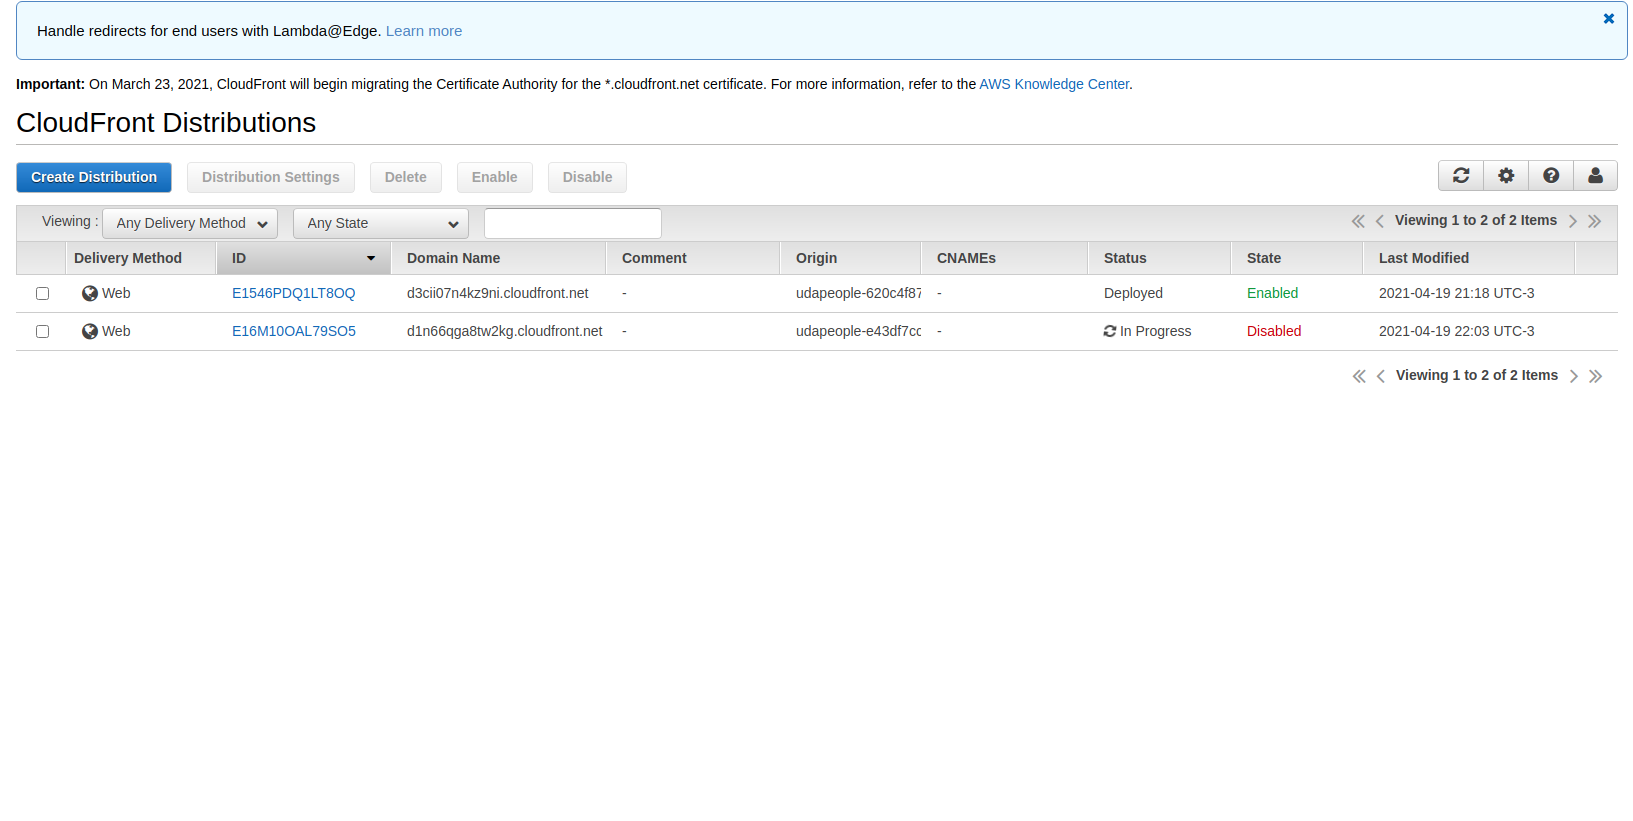 Handle redirects for end users with Lambda@Edge. Learn more
Important: On March 23, 2021, CloudFront will begin migrating the Certificate Authority for the *.cloudfront.net certificate. For more information, refer to the AWS Knowledge Center.
CloudFront Distributions
Create Distribution Distribution Settings Delete Enable Disable
Viewing : Any Delivery Method Any State Viewing 1 to 2 of 2 Items
Delivery Method ID Domain Name Comment Origin CNAMEs Status State Last Modified
Web E1546PDQ1LT8OQ d3cii07n4kz9ni.cloudfront.net - udapeople-620c4f87 - Deployed Enabled 2021-04-19 21:18 UTC-3
Web E16M10OAL79SO5 d1n66qga8tw2kg.cloudfront.net - udapeople-e43df7cc - In Progress Disabled 2021-04-19 22:03 UTC-3
Viewing 1 to 2 of 2 Items